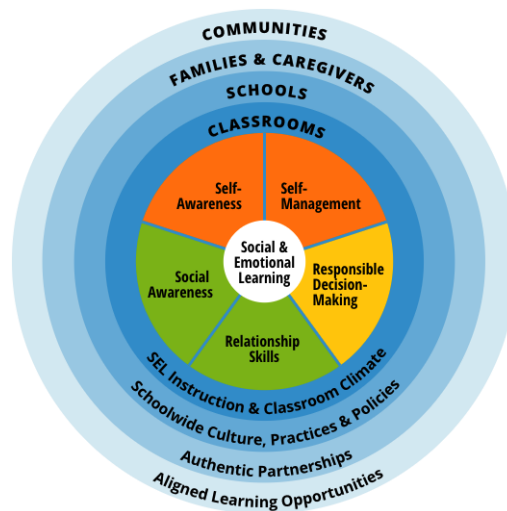 COMMUNITIES
FAMILIES & CAREGIVERS
SCHOOLS
CLASSROOMS
Self-
Awareness
Self-
Management
Social &
Emotional
Learning
Social
Awareness
Responsible
Decision-
Making
Relationship
Skills
SEL Instruction & Classroom Climate
Schoolwide Culture, Practices & Policies
Authentic Partnerships
Aligned Learning Opportunities